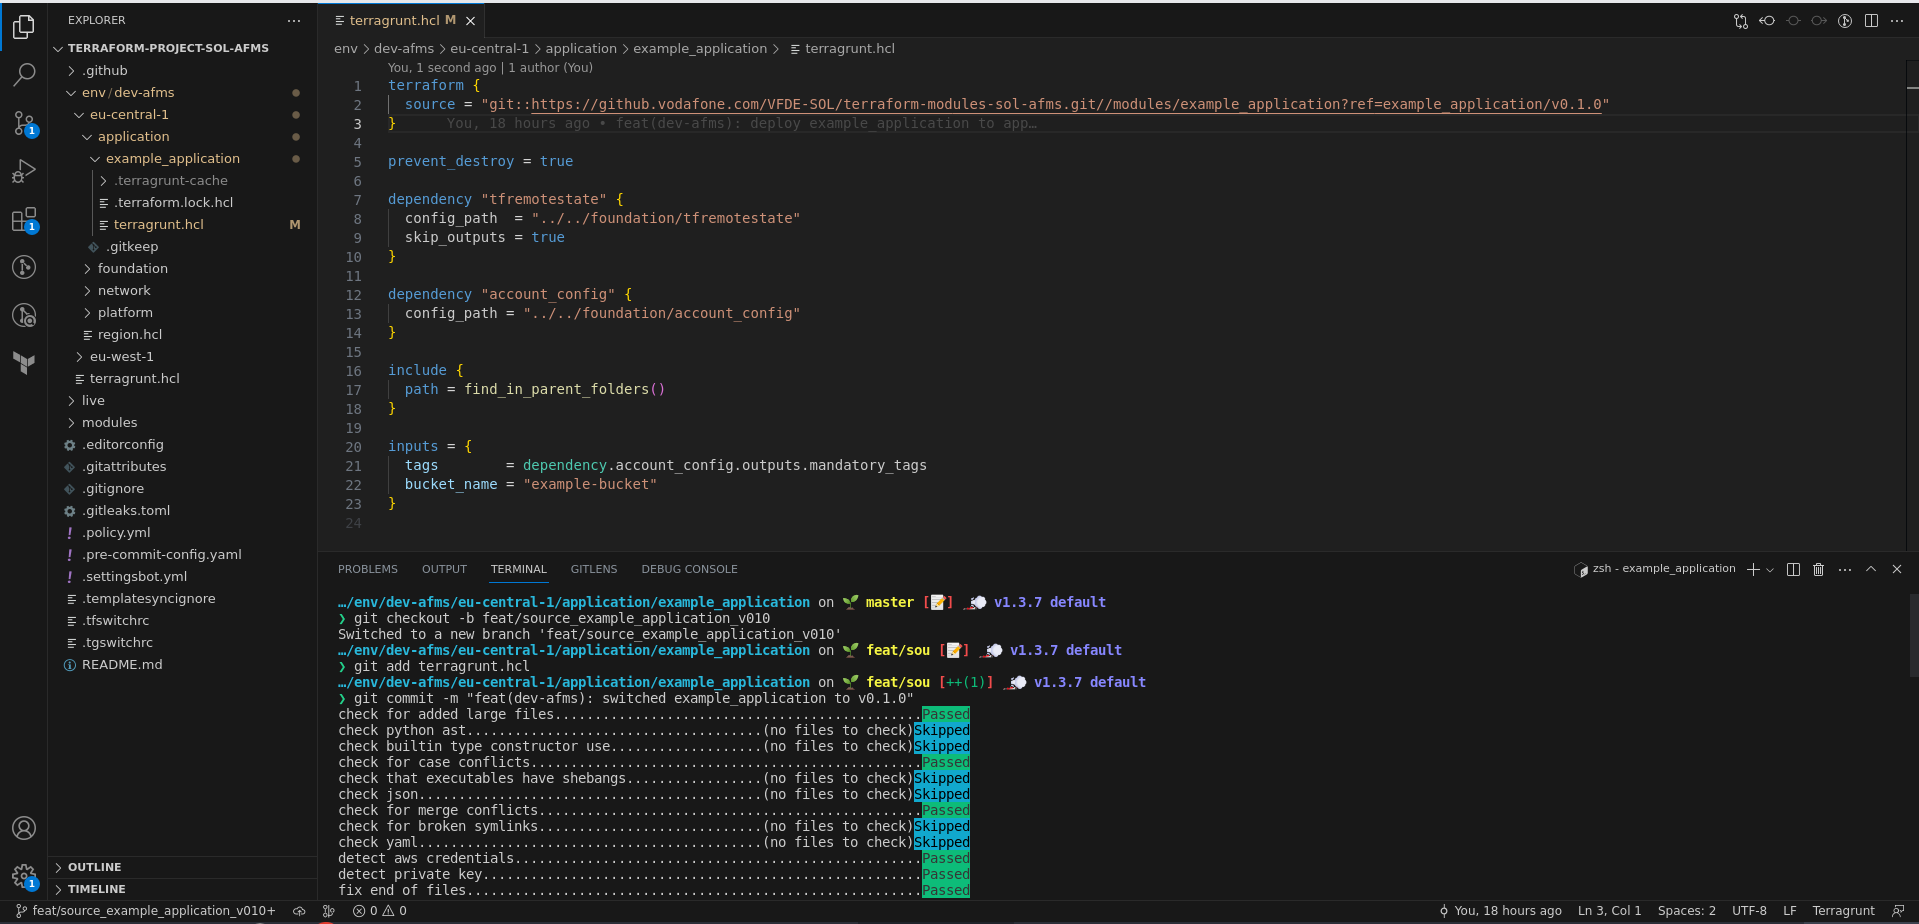 EXPLORER
TERRAFORM-PROJECT-SOL-AFMS
.github
env / dev-afms
eu-central-1
application
example_application
.terragrunt-cache
.terraform.lock.hcl
terragrunt.hcl M
.gitkeep
foundation
network
platform
region.hcl
eu-west-1
terragrunt.hcl
live
modules
.editorconfig
.gitattributes
.gitignore
.gitleaks.toml
.policy.yml
.pre-commit-config.yaml
.settingsbot.yml
.templatesyncignore
.tfswitchrc
.tgswitchrc
README.md
OUTLINE
TIMELINE
1
1
1
terragrunt.hcl M
env > dev-afms > eu-central-1 > application > example_application > terragrunt.hcl
You, 1 second ago | 1 author (You)
1 terraform {
2 source = "git::https://github.vodafone.com/VFDE-SOL/terraform-modules-sol-afms.git//modules/example_application?ref=example_application/v0.1.0"
3 } You, 18 hours ago • feat(dev-afms): deploy example_application to app…
4
5 prevent_destroy = true
6
7 dependency "tfremotestate" {
8 config_path  = "../../foundation/tfremotestate"
9 skip_outputs = true
10 }
11
12 dependency "account_config" {
13 config_path = "../../foundation/account_config"
14 }
15
16 include {
17 path = find_in_parent_folders()
18 }
19
20 inputs = {
21 tags        = dependency.account_config.outputs.mandatory_tags
22 bucket_name = "example-bucket"
23 }
24
PROBLEMS OUTPUT TERMINAL GITLENS DEBUG CONSOLE
zsh - example_application
…/env/dev-afms/eu-central-1/application/example_application on 🌱 master [📝] v1.3.7 default
❯ git checkout -b feat/source_example_application_v010
Switched to a new branch 'feat/source_example_application_v010'
…/env/dev-afms/eu-central-1/application/example_application on 🌱 feat/sou [📝] v1.3.7 default
❯ git add terragrunt.hcl
…/env/dev-afms/eu-central-1/application/example_application on 🌱 feat/sou [++(1)] v1.3.7 default
❯ git commit -m "feat(dev-afms): switched example_application to v0.1.0"
check for added large files..............................................Passed
check python ast.....................................(no files to check)Skipped
check builtin type constructor use...................(no files to check)Skipped
check for case conflicts.................................................Passed
check that executables have shebangs.................(no files to check)Skipped
check json...........................................(no files to check)Skipped
check for merge conflicts................................................Passed
check for broken symlinks............................(no files to check)Skipped
check yaml...........................................(no files to check)Skipped
detect aws credentials...................................................Passed
detect private key.......................................................Passed
fix end of files.........................................................Passed
feat/source_example_application_v010+ 0 0 You, 18 hours ago Ln 3, Col 1 Spaces: 2 UTF-8 LF Terragrunt